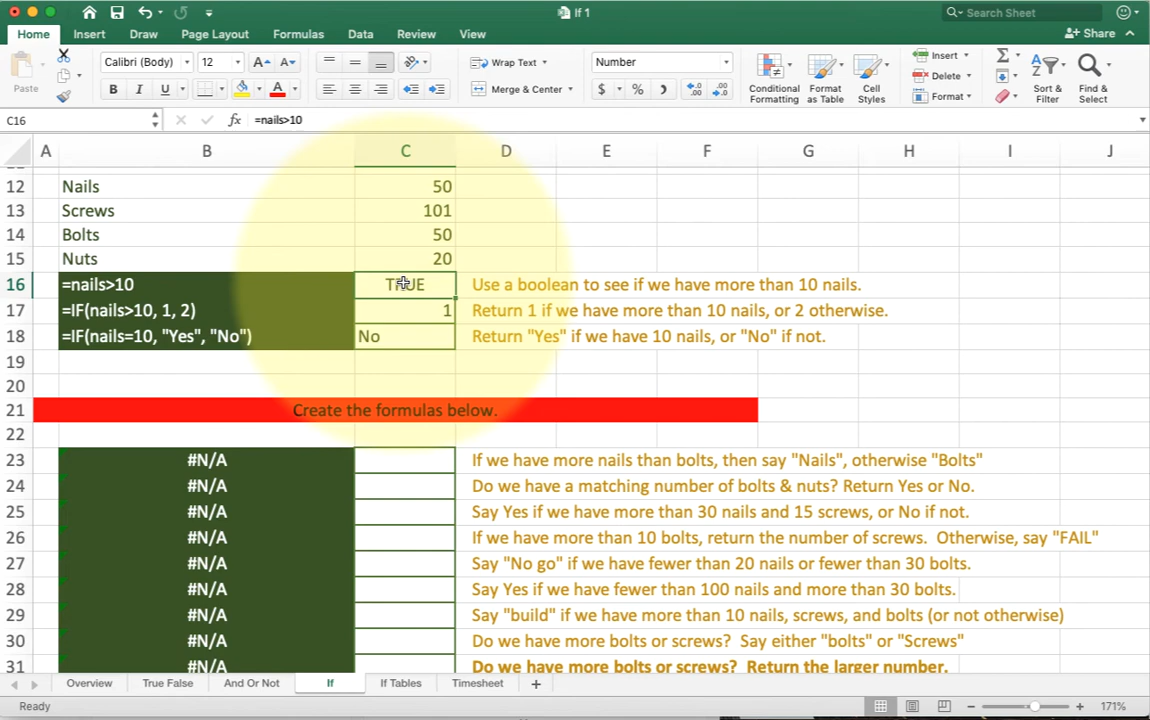 If 1
Search Sheet
Home Insert Draw Page Layout Formulas Data Review View
Share
Paste
Calibri (Body) 12
B I U
Wrap Text
Merge & Center
Number
$ %
Conditional Formatting
Format as Table
Cell Styles
Insert
Delete
Format
Sort & Filter
Find & Select
C16 fx =nails>10
A B C D E F G H I J
12 Nails 50
13 Screws 101
14 Bolts 50
15 Nuts 20
16 =nails>10 TRUE Use a boolean to see if we have more than 10 nails.
17 =IF(nails>10, 1, 2) 1 Return 1 if we have more than 10 nails, or 2 otherwise.
18 =IF(nails=10, "Yes", "No") No Return "Yes" if we have 10 nails, or "No" if not.
19
20
21 Create the formulas below.
22
23 #N/A If we have more nails than bolts, then say "Nails", otherwise "Bolts"
24 #N/A Do we have a matching number of bolts & nuts? Return Yes or No.
25 #N/A Say Yes if we have more than 30 nails and 15 screws, or No if not.
26 #N/A If we have more than 10 bolts, return the number of screws. Otherwise, say "FAIL"
27 #N/A Say "No go" if we have fewer than 20 nails or fewer than 30 bolts.
28 #N/A Say Yes if we have fewer than 100 nails and more than 30 bolts.
29 #N/A Say "build" if we have more than 10 nails, screws, and bolts (or not otherwise)
30 #N/A Do we have more bolts or screws? Say either "bolts" or "Screws"
31 #N/A Do we have more bolts or screws? Return the larger number.
Overview True False And Or Not If If Tables Timesheet
Ready 171%